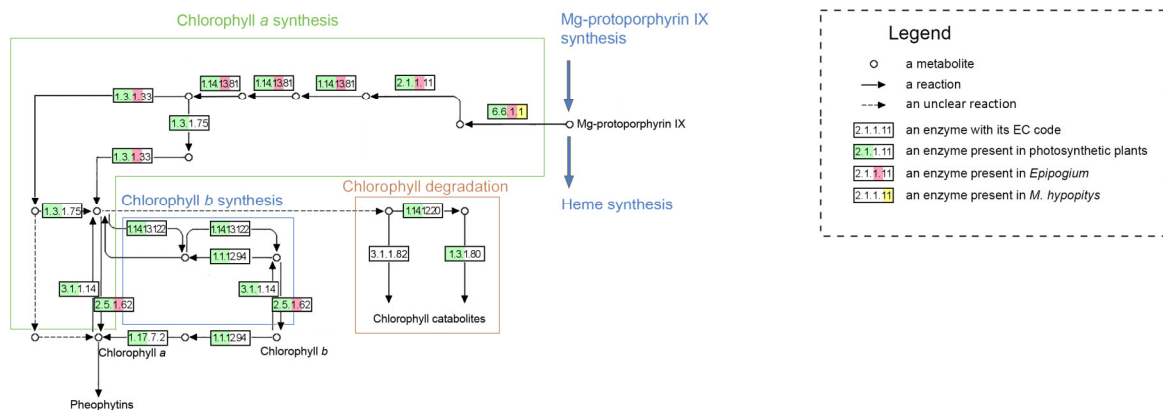 Chlorophyll a synthesis
Mg-protoporphyrin IX
synthesis
1.3.1.33
1.14.13.81
1.14.13.81
1.14.13.81
2.1.1.11
6.6.1.1
Mg-protoporphyrin IX
1.3.1.75
1.3.1.33
Heme synthesis
Chlorophyll degradation
Chlorophyll b synthesis
1.3.1.75
1.14.12.20
1.14.13.122
1.14.13.122
1.1.1.294
3.1.1.82
1.3.1.80
3.1.1.14
2.5.1.62
3.1.1.14
2.5.1.62
Chlorophyll catabolites
1.17.7.2
1.1.1.294
Chlorophyll a
Chlorophyll b
Pheophytins
Legend
a metabolite
a reaction
an unclear reaction
2.1.1.11 an enzyme with its EC code
2.1.1.11 an enzyme present in photosynthetic plants
2.1.1.11 an enzyme present in Epipogium
2.1.1.11 an enzyme present in M. hypopitys